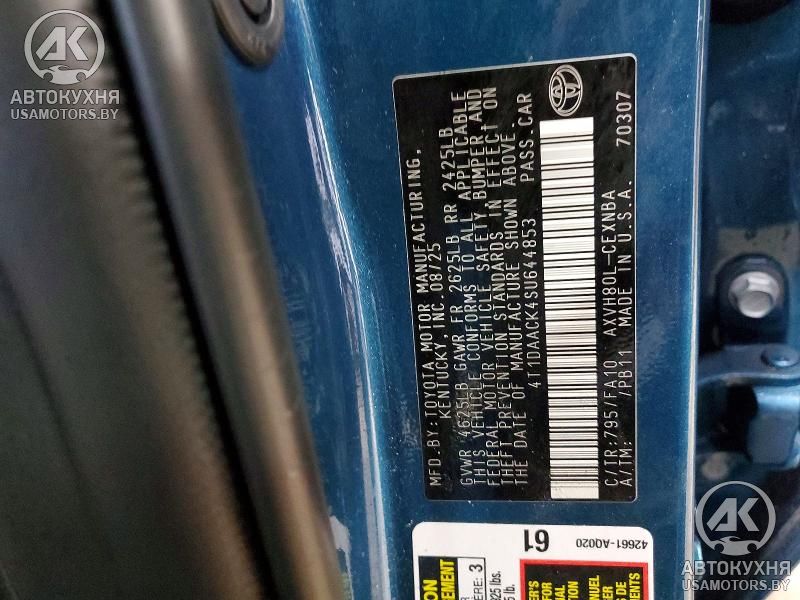 АВТОКУХНЯ
USAMOTORS.BY
MFD.BY:TOYOTA MOTOR MANUFACTURING,
KENTUCKY, INC. 08/25
GVWR 4625LB GAWR FR 2625LB RR 2425LB
THIS VEHICLE CONFORMS TO ALL APPLICABLE
FEDERAL MOTOR VEHICLE SAFETY BUMPER AND
THEFT PREVENTION STANDARDS IN EFFECT ON
THE DATE OF MANUFACTURE SHOWN ABOVE.
4T1DAACK4SU644853 PASS.CAR
C/TR:795/FA10 AXVH80L-CEXNBA
A/TM: /PB11 MADE IN U.S.A. 70307
61
42661-AQ020
3
АВТОКУХНЯ
USAMOTORS.BY